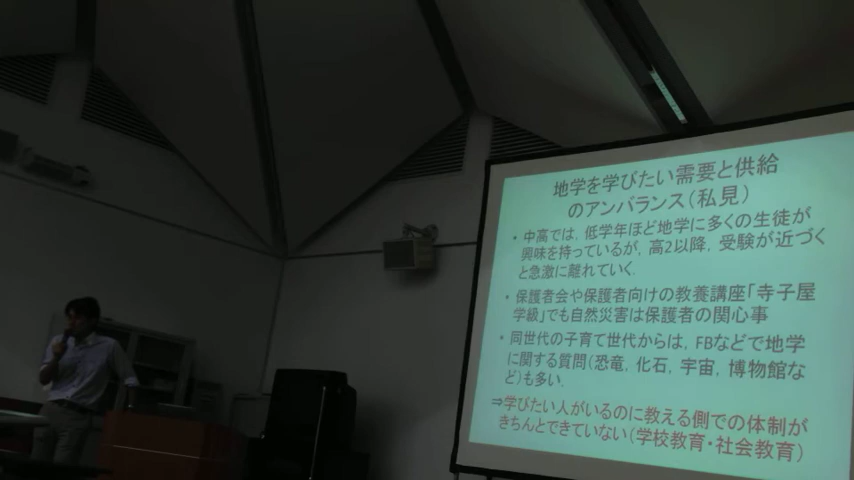 地学を学びたい需要と供給
のアンバランス(私見)
• 中高では, 低学年ほど地学に多くの生徒が
興味を持っているが, 高2以降, 受験が近づく
と急激に離れていく.
• 保護者会や保護者向けの教養講座「寺子屋
学級」でも自然災害は保護者の関心事
• 同世代の子育て世代からは, FBなどで地学
に関する質問(恐竜, 化石, 宇宙, 博物館な
ど)も多い.
⇒学びたい人がいるのに教える側での体制が
きちんとできていない(学校教育・社会教育)